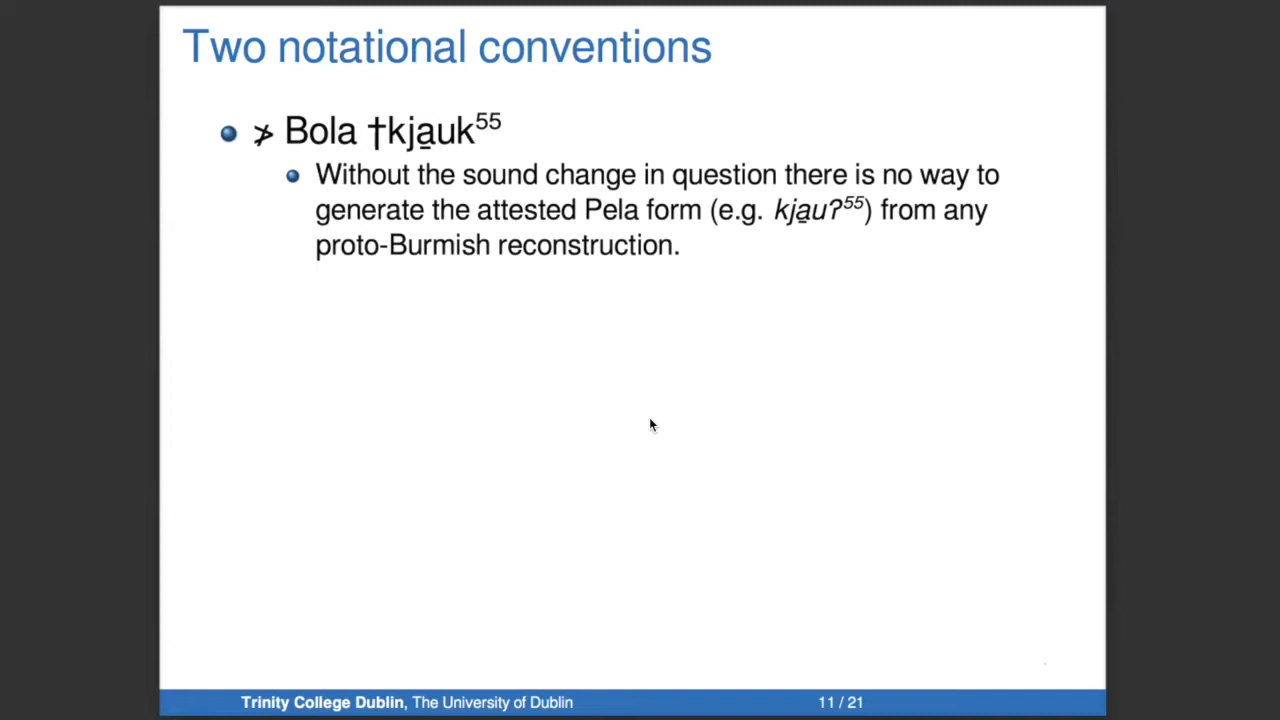 Two notational conventions
≯ Bola †kja̱uk⁵⁵
Without the sound change in question there is no way to
generate the attested Pela form (e.g. kja̱uʔ⁵⁵) from any
proto-Burmish reconstruction.
Trinity College Dublin, The University of Dublin 11 / 21